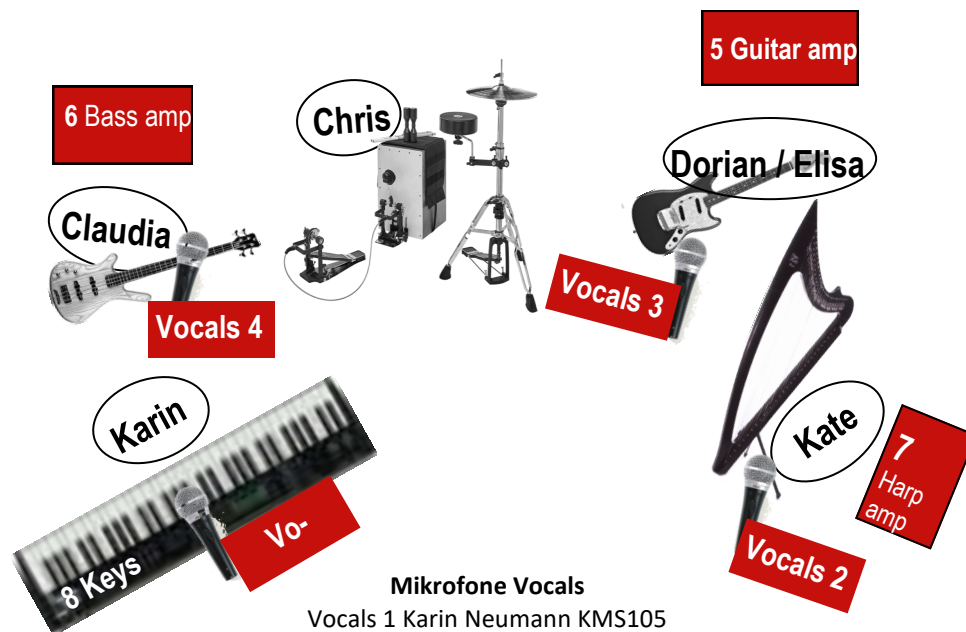 5 Guitar amp
6 Bass amp
Chris
Dorian / Elisa
Claudia
Vocals 3
Vocals 4
Karin
Kate
7
Harp
amp
Vo-
8 Keys
Vocals 2
Mikrofone Vocals
Vocals 1 Karin Neumann KMS105